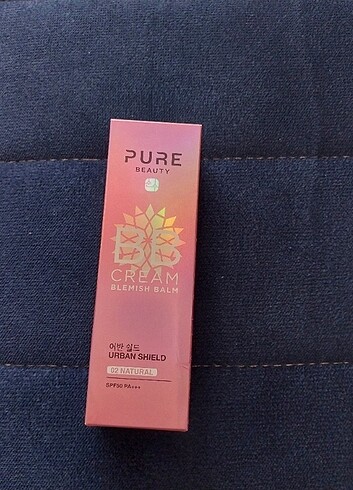 PURE
BEAUTY
BB
CREAM
BLEMISH BALM
어반 쉴드
URBAN SHIELD
02 NATURAL
SPF50 PA+++